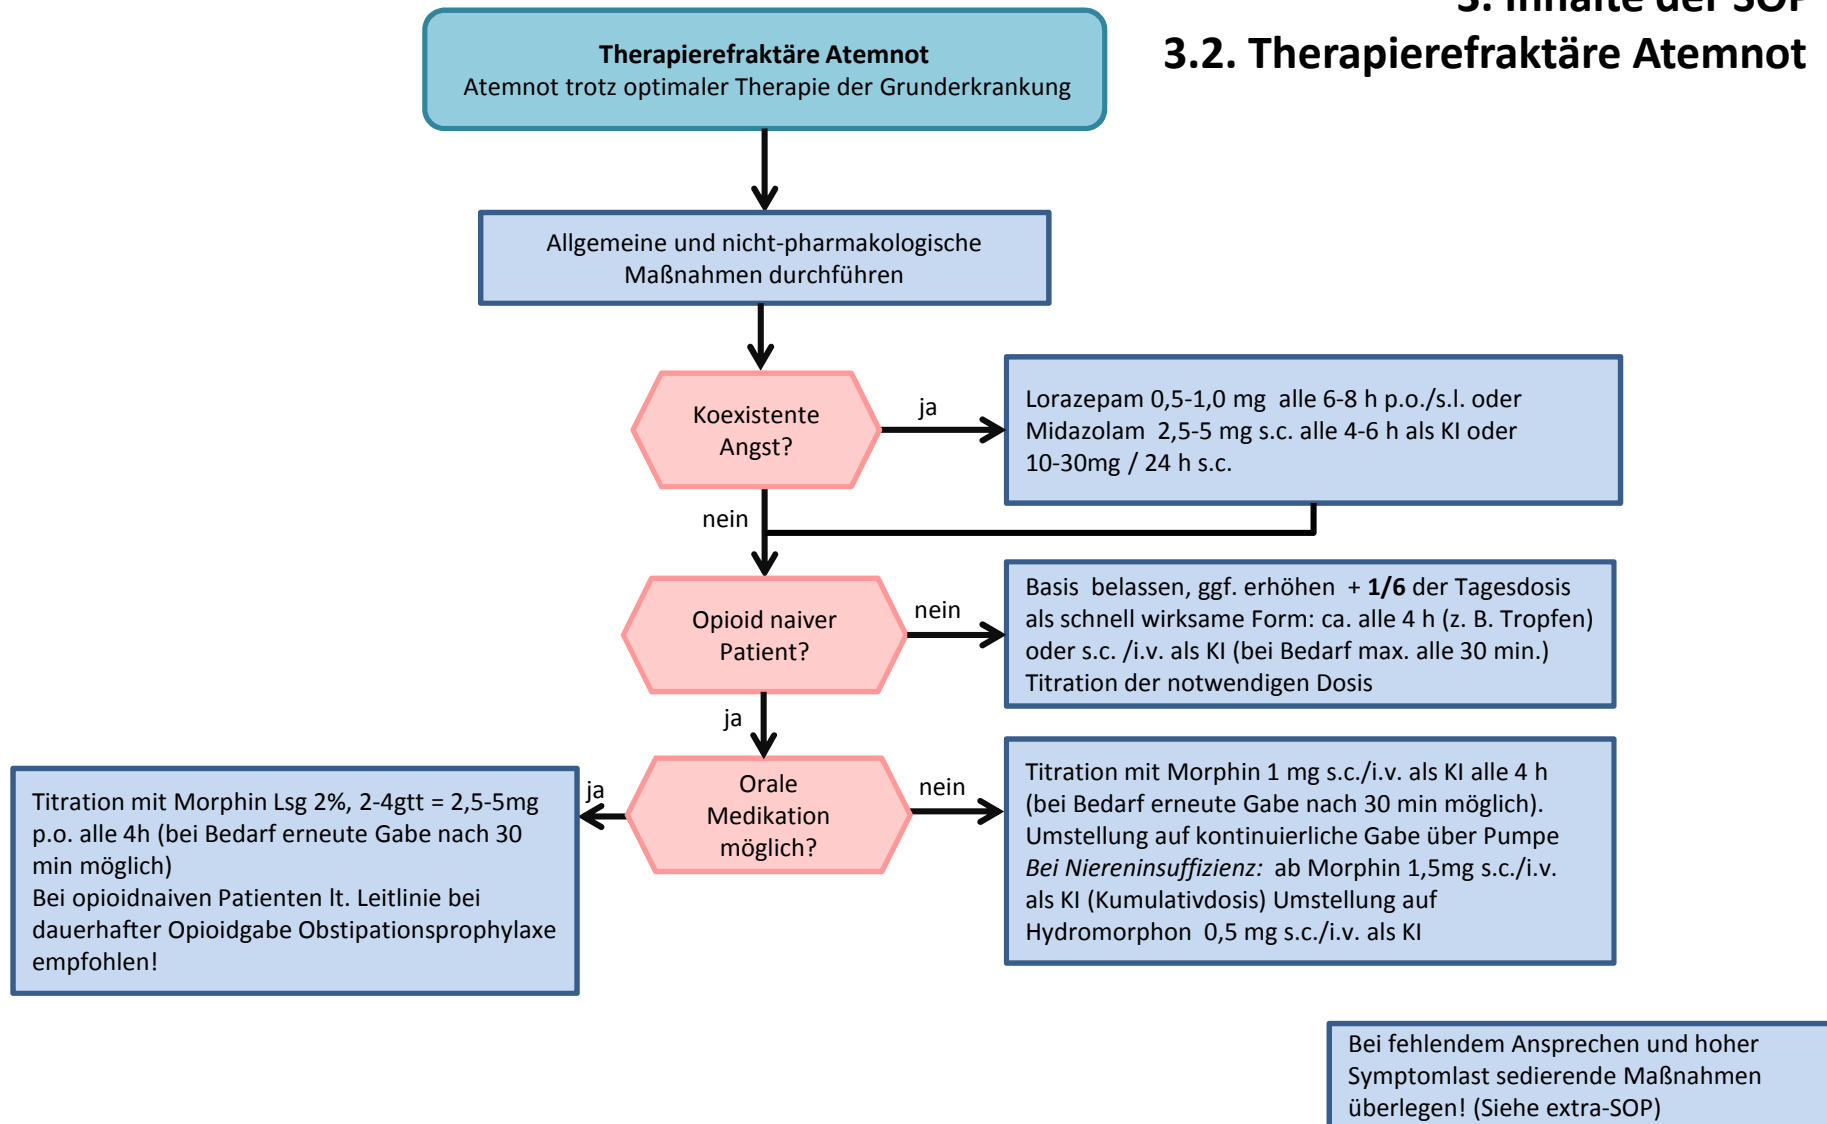 3. Inhalte der SOP
3.2. Therapierefraktäre Atemnot
Therapierefraktäre Atemnot
Atemnot trotz optimaler Therapie der Grunderkrankung
Allgemeine und nicht-pharmakologische
Maßnahmen durchführen
Koexistente
Angst?
ja
Lorazepam 0,5-1,0 mg alle 6-8 h p.o./s.l. oder
Midazolam 2,5-5 mg s.c. alle 4-6 h als KI oder
10-30mg / 24 h s.c.
nein
Opioid naiver
Patient?
nein
Basis belassen, ggf. erhöhen + 1/6 der Tagesdosis
als schnell wirksame Form: ca. alle 4 h (z. B. Tropfen)
oder s.c. /i.v. als KI (bei Bedarf max. alle 30 min.)
Titration der notwendigen Dosis
ja
Orale
Medikation
möglich?
ja
Titration mit Morphin Lsg 2%, 2-4gtt = 2,5-5mg
p.o. alle 4h (bei Bedarf erneute Gabe nach 30
min möglich)
Bei opioidnaiven Patienten lt. Leitlinie bei
dauerhafter Opioidgabe Obstipationsprophylaxe
empfohlen!
nein
Titration mit Morphin 1 mg s.c./i.v. als KI alle 4 h
(bei Bedarf erneute Gabe nach 30 min möglich).
Umstellung auf kontinuierliche Gabe über Pumpe
Bei Niereninsuffizienz: ab Morphin 1,5mg s.c./i.v.
als KI (Kumulativdosis) Umstellung auf
Hydromorphon 0,5 mg s.c./i.v. als KI
Bei fehlendem Ansprechen und hoher
Symptomlast sedierende Maßnahmen
überlegen! (Siehe extra-SOP)